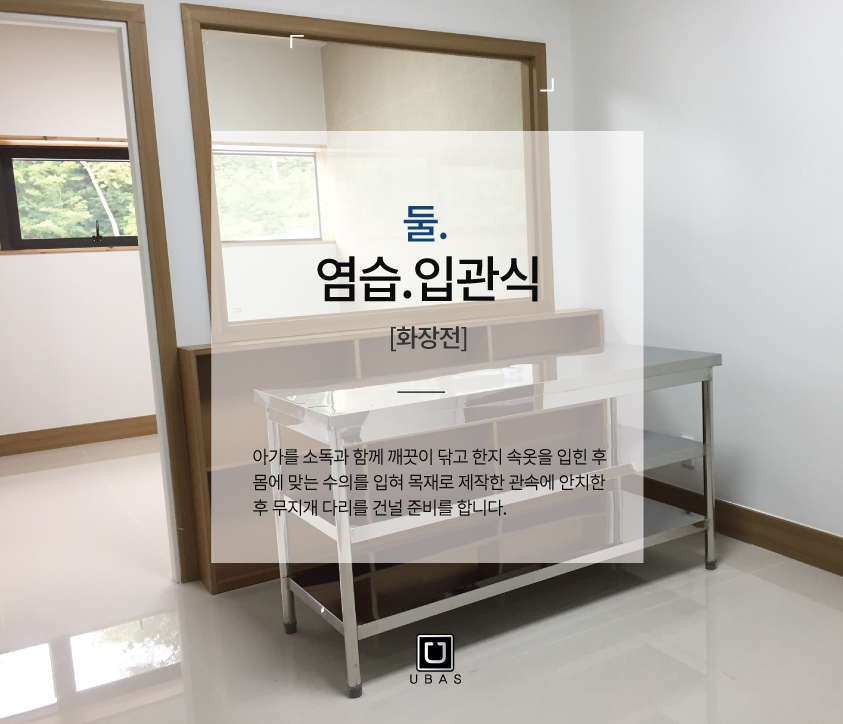 둘.
염습.입관식
[화장전]
아가를 소독과 함께 깨끗이 닦고 한지 속옷을 입힌 후
몸에 맞는 수의를 입혀 목재로 제작한 관속에 안치한
후 무지개 다리를 건널 준비를 합니다.
UBAS